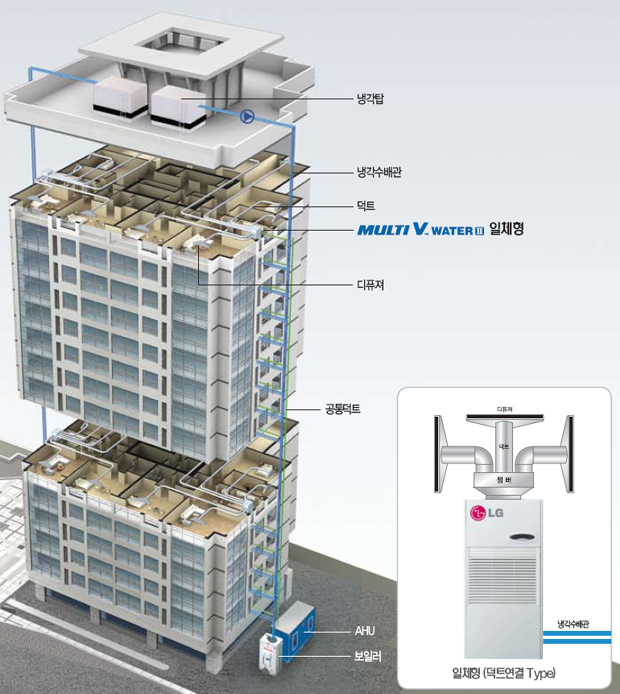 냉각탑
냉각수배관
덕트
MULTI V™ WATER II 일체형
디퓨져
공통덕트
디퓨져
덕트
챔버
LG
냉각수배관
AHU
보일러
일체형 (덕트연결 Type)